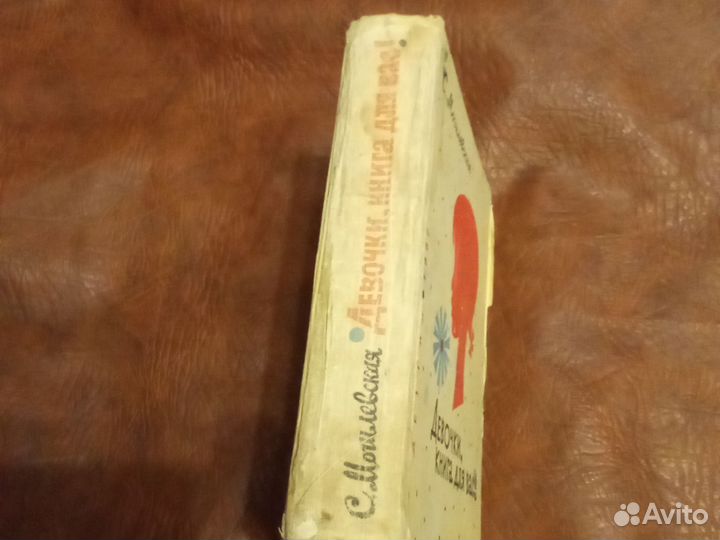 С. Могилевская
Девочки, книга для вас!
Девочки,
книга для вас
Avito